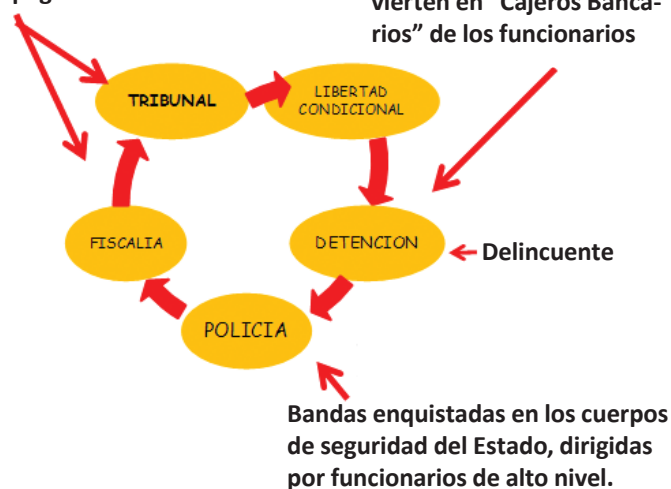 vierten en "Cajeros Banca-
rios" de los funcionarios
TRIBUNAL
LIBERTAD
CONDICIONAL
FISCALIA
DETENCION
Delincuente
POLICIA
Bandas enquistadas en los cuerpos
de seguridad del Estado, dirigidas
por funcionarios de alto nivel.